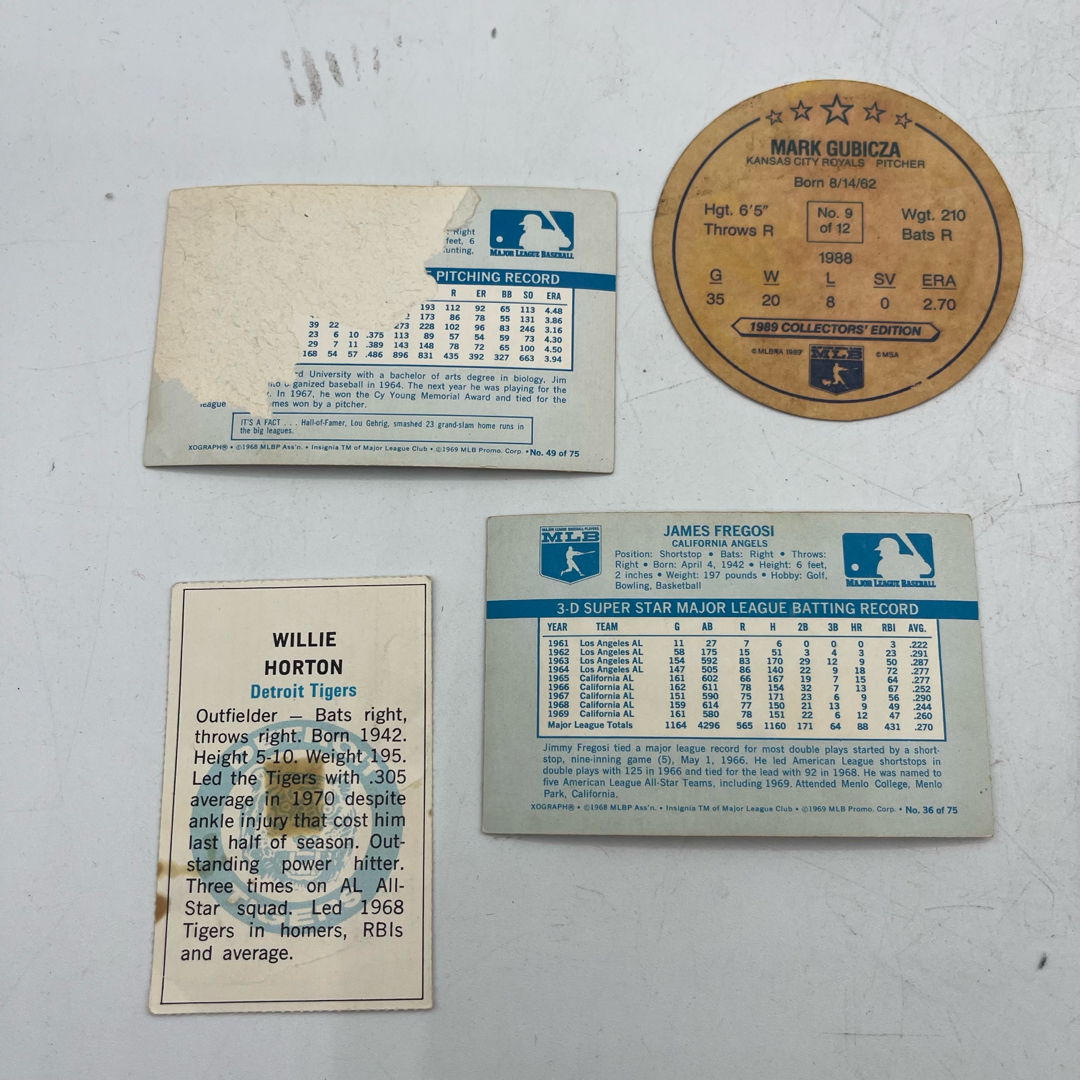 MARK GUBICZA
KANSAS CITY ROYALS PITCHER
Born 8/14/62
Hgt. 6'5" No. 9 Wgt. 210
Throws R of 12 Bats R
1988
G W L SV ERA
35 20 8 0 2.70
1989 COLLECTORS' EDITION
© MLBRA 1989 MLB © MSA
Right
feet, 6
unting,
MAJOR LEAGUE BASEBALL
PITCHING RECORD
R ER BB SO ERA
193 112 92 65 113 4.48
173 86 78 55 131 3.86
39 22 273 228 102 96 83 246 3.16
23 6 10 .375 113 89 57 54 59 73 4.30
29 7 11 .389 143 148 78 72 65 100 4.50
168 54 57 .486 896 831 435 392 327 663 3.94
rd University with a bachelor of arts degree in biology, Jim
ganized baseball in 1964. The next year he was playing for the
. In 1967, he won the Cy Young Memorial Award and tied for the
league mes won by a pitcher.
IT'S A FACT . . . Hall-of-Famer, Lou Gehrig, smashed 23 grand-slam home runs in
the big leagues.
XOGRAPH® • ©1968 MLBP Ass'n. • Insignia TM of Major League Club • ©1969 MLB Promo. Corp. • No. 49 of 75
MAJOR LEAGUE BASEBALL PLAYERS
MLB
JAMES FREGOSI
CALIFORNIA ANGELS
Position: Shortstop • Bats: Right • Throws:
Right • Born: April 4, 1942 • Height: 6 feet,
2 inches • Weight: 197 pounds • Hobby: Golf,
Bowling, Basketball
MAJOR LEAGUE BASEBALL
3-D SUPER STAR MAJOR LEAGUE BATTING RECORD
YEAR TEAM G AB R H 2B 3B HR RBI AVG.
1961 Los Angeles AL 11 27 7 6 0 0 0 3 .222
1962 Los Angeles AL 58 175 15 51 3 4 3 23 .291
1963 Los Angeles AL 154 592 83 170 29 12 9 50 .287
1964 Los Angeles AL 147 505 86 140 22 9 18 72 .277
1965 California AL 161 602 66 167 19 7 15 64 .277
1966 California AL 162 611 78 154 32 7 13 67 .252
1967 California AL 151 590 75 171 23 6 9 56 .290
1968 California AL 159 614 77 150 21 13 9 49 .244
1969 California AL 161 580 78 151 22 6 12 47 .260
Major League Totals 1164 4296 565 1160 171 64 88 431 .270
Jimmy Fregosi tied a major league record for most double plays started by a short-
stop, nine-inning game (5), May 1, 1966. He led American League shortstops in
double plays with 125 in 1966 and tied for the lead with 92 in 1968. He was named to
five American League All-Star Teams, including 1969. Attended Menlo College, Menlo
Park, California.
XOGRAPH® • ©1968 MLBP Ass'n. • Insignia TM of Major League Club • ©1969 MLB Promo. Corp. • No. 36 of 75
WILLIE
HORTON
Detroit Tigers
Outfielder — Bats right,
throws right. Born 1942.
Height 5-10. Weight 195.
Led the Tigers with .305
average in 1970 despite
ankle injury that cost him
last half of season. Out-
standing power hitter.
Three times on AL All-
Star squad. Led 1968
Tigers in homers, RBIs
and average.
DETROIT
TIGERS